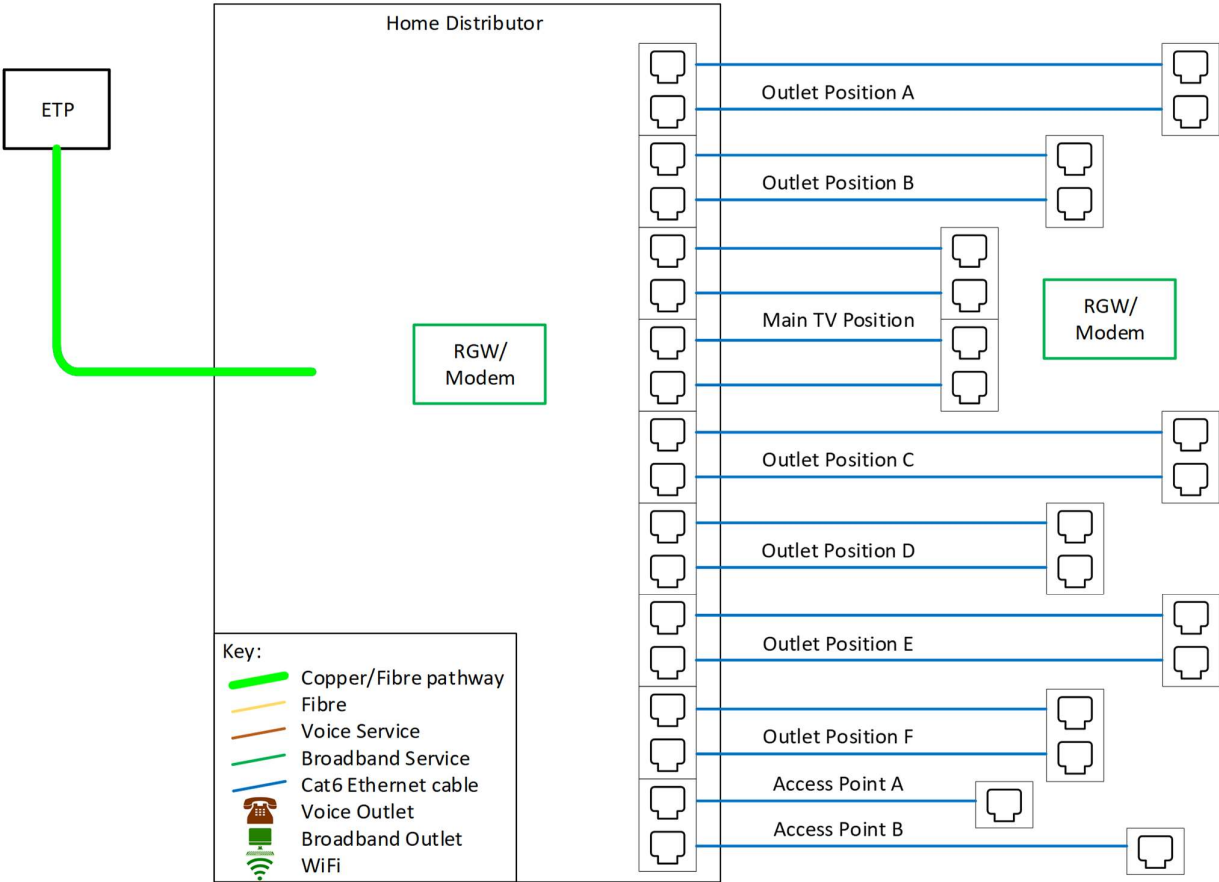 Home Distributor
ETP
Outlet Position A
Outlet Position B
Main TV Position
RGW/
Modem
RGW/
Modem
Outlet Position C
Outlet Position D
Outlet Position E
Outlet Position F
Access Point A
Access Point B
Key:
Copper/Fibre pathway
Fibre
Voice Service
Broadband Service
Cat6 Ethernet cable
Voice Outlet
Broadband Outlet
WiFi